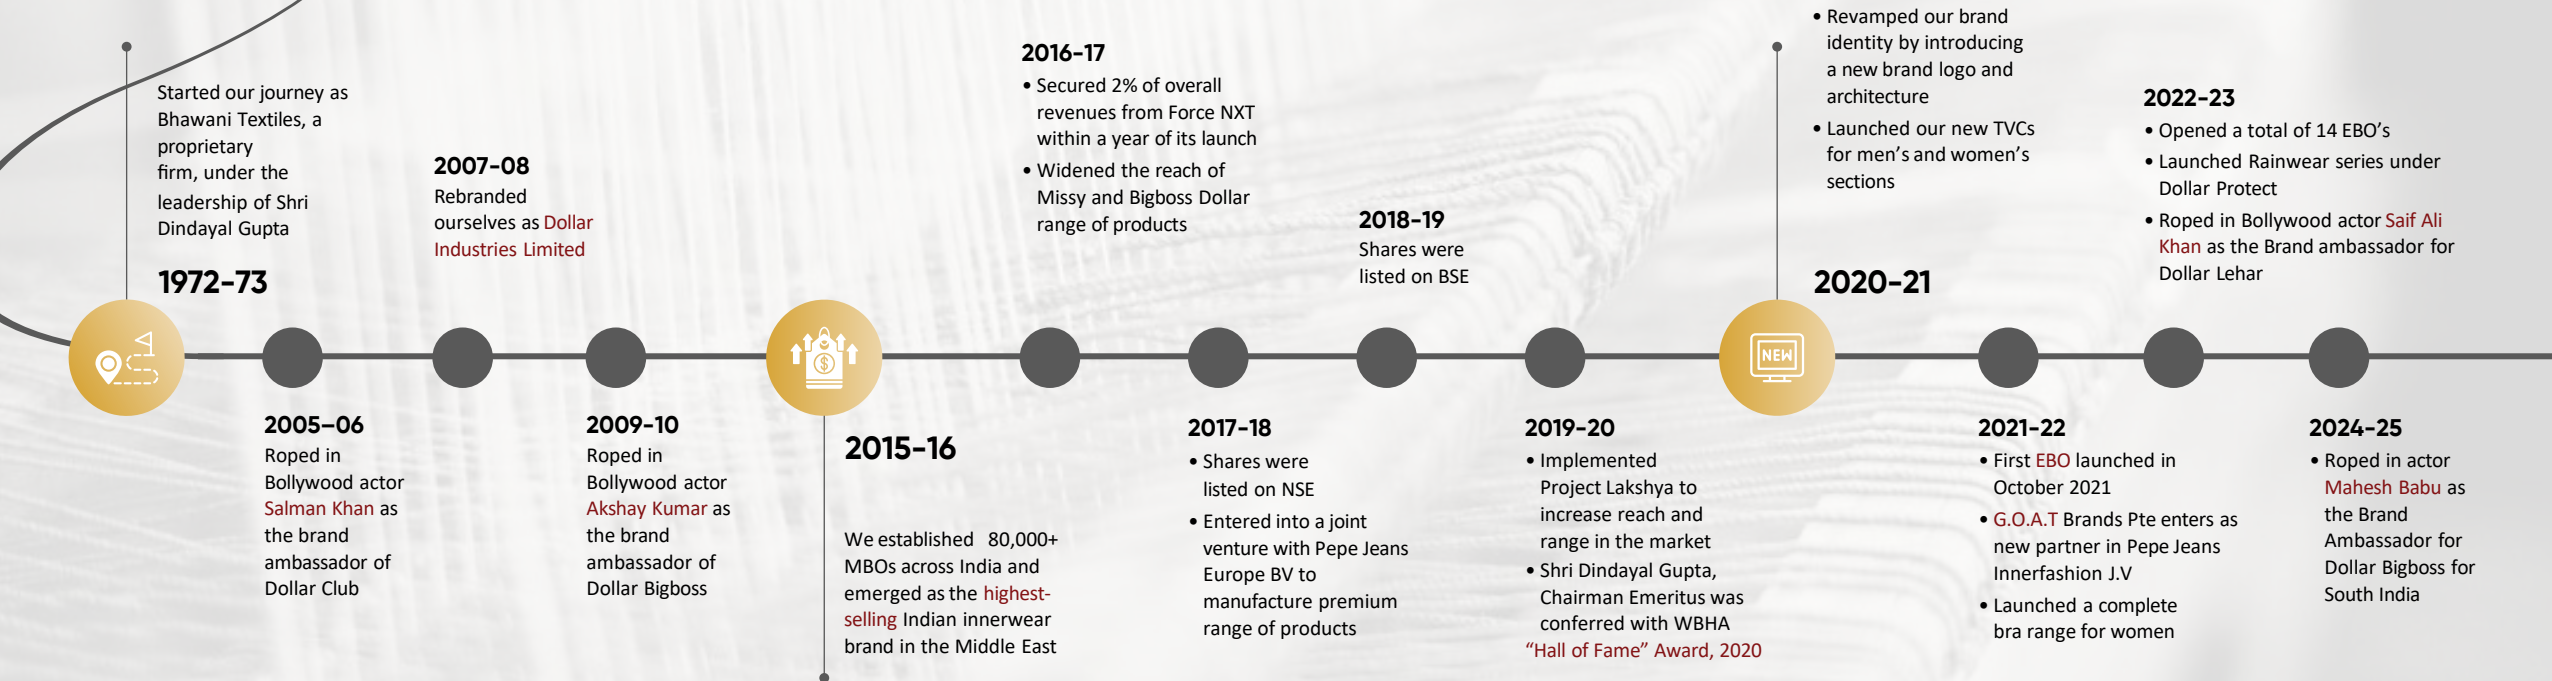 Started our journey as
Bhawani Textiles, a
proprietary
firm, under the
leadership of Shri
Dindayal Gupta
1972-73
2005–06
Roped in
Bollywood actor
Salman Khan as
the brand
ambassador of
Dollar Club
2007-08
Rebranded
ourselves as Dollar
Industries Limited
2009-10
Roped in
Bollywood actor
Akshay Kumar as
the brand
ambassador of
Dollar Bigboss
$
2015-16
We established 80,000+
MBOs across India and
emerged as the highest-
selling Indian innerwear
brand in the Middle East
2016-17
• Secured 2% of overall
revenues from Force NXT
within a year of its launch
• Widened the reach of
Missy and Bigboss Dollar
range of products
2017-18
• Shares were
listed on NSE
• Entered into a joint
venture with Pepe Jeans
Europe BV to
manufacture premium
range of products
2018-19
Shares were
listed on BSE
2019-20
• Implemented
Project Lakshya to
increase reach and
range in the market
• Shri Dindayal Gupta,
Chairman Emeritus was
conferred with WBHA
“Hall of Fame” Award, 2020
• Revamped our brand
identity by introducing
a new brand logo and
architecture
• Launched our new TVCs
for men’s and women’s
sections
2020-21
NEW
2021-22
• First EBO launched in
October 2021
• G.O.A.T Brands Pte enters as
new partner in Pepe Jeans
Innerfashion J.V
• Launched a complete
bra range for women
2022-23
• Opened a total of 14 EBO’s
• Launched Rainwear series under
Dollar Protect
• Roped in Bollywood actor Saif Ali
Khan as the Brand ambassador for
Dollar Lehar
2024-25
• Roped in actor
Mahesh Babu as
the Brand
Ambassador for
Dollar Bigboss for
South India